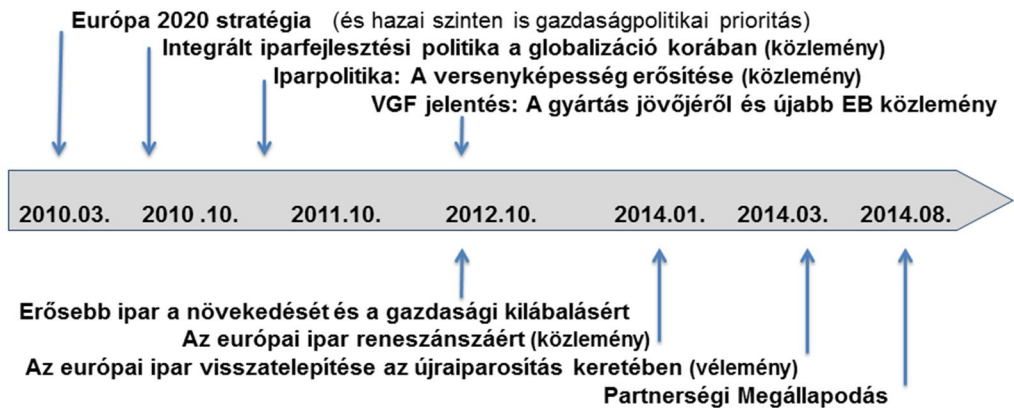 Európa 2020 stratégia (és hazai szinten is gazdaságpolitikai prioritás)
Integrált iparfejlesztési politika a globalizáció korában (közlemény)
Iparpolitika: A versenyképesség erősítése (közlemény)
VGF jelentés: A gyártás jövőjéről és újabb EB közlemény
2010.03. 2010 .10. 2011.10. 2012.10. 2014.01. 2014.03. 2014.08.
Erősebb ipar a növekedését és a gazdasági kilábalásért
Az európai ipar reneszánszáért (közlemény)
Az európai ipar visszatelepítése az újraiparosítás keretében (vélemény)
Partnerségi Megállapodás